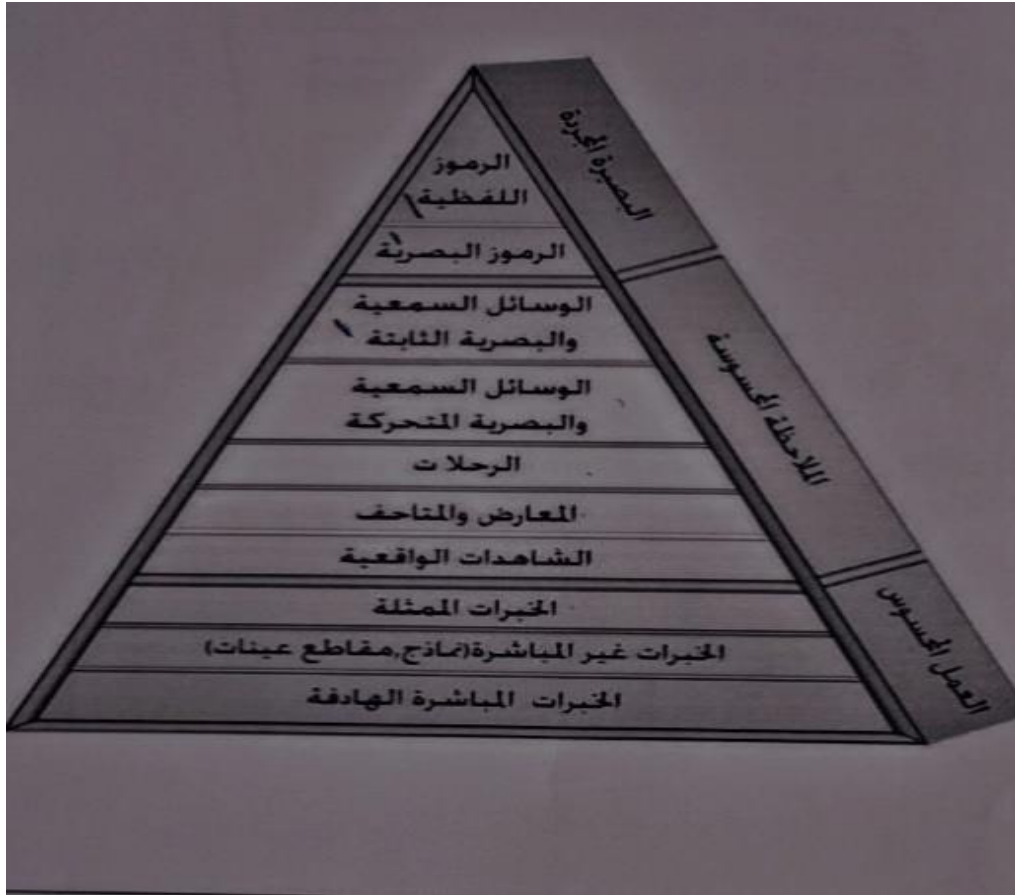 الرموز
اللفظية
الرموز البصرية
الوسائل السمعية
والبصرية الثابتة
الوسائل السمعية
والبصرية المتحركة
الرحلات
المعارض والمتاحف
الشاهدات الواقعية
الخبرات الممثلة
الخبرات غير المباشرة(نماذج,مقاطع عينات)
الخبرات المباشرة الهادفة
البصيرة المجردة
الملاحظة المحسوسة
العمل المحسوس